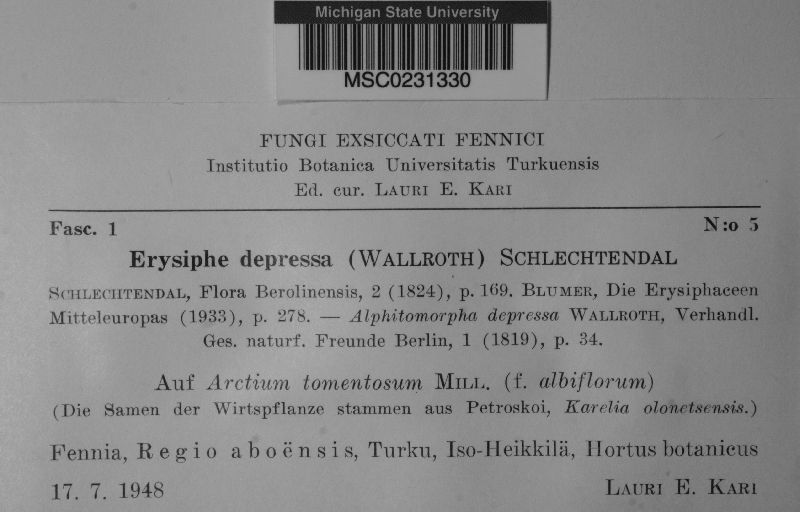 Michigan State University
MSC0231330
FUNGI EXSICCATI FENNICI
Institutio Botanica Universitatis Turkuensis
Ed. cur. LAURI E. KARI
Fasc. 1 N:o 5
Erysiphe depressa (WALLROTH) SCHLECHTENDAL
SCHLECHTENDAL, Flora Berolinensis, 2 (1824), p. 169. BLUMER, Die Erysiphaceen
Mitteleuropas (1933), p. 278. — Alphitomorpha depressa WALLROTH, Verhandl.
Ges. naturf. Freunde Berlin, 1 (1819), p. 34.
Auf Arctium tomentosum MILL. (f. albiflorum)
(Die Samen der Wirtspflanze stammen aus Petroskoi, Karelia olonetsensis.)
Fennia, Regio aboënsis, Turku, Iso-Heikkilä, Hortus botanicus
17. 7. 1948 LAURI E. KARI